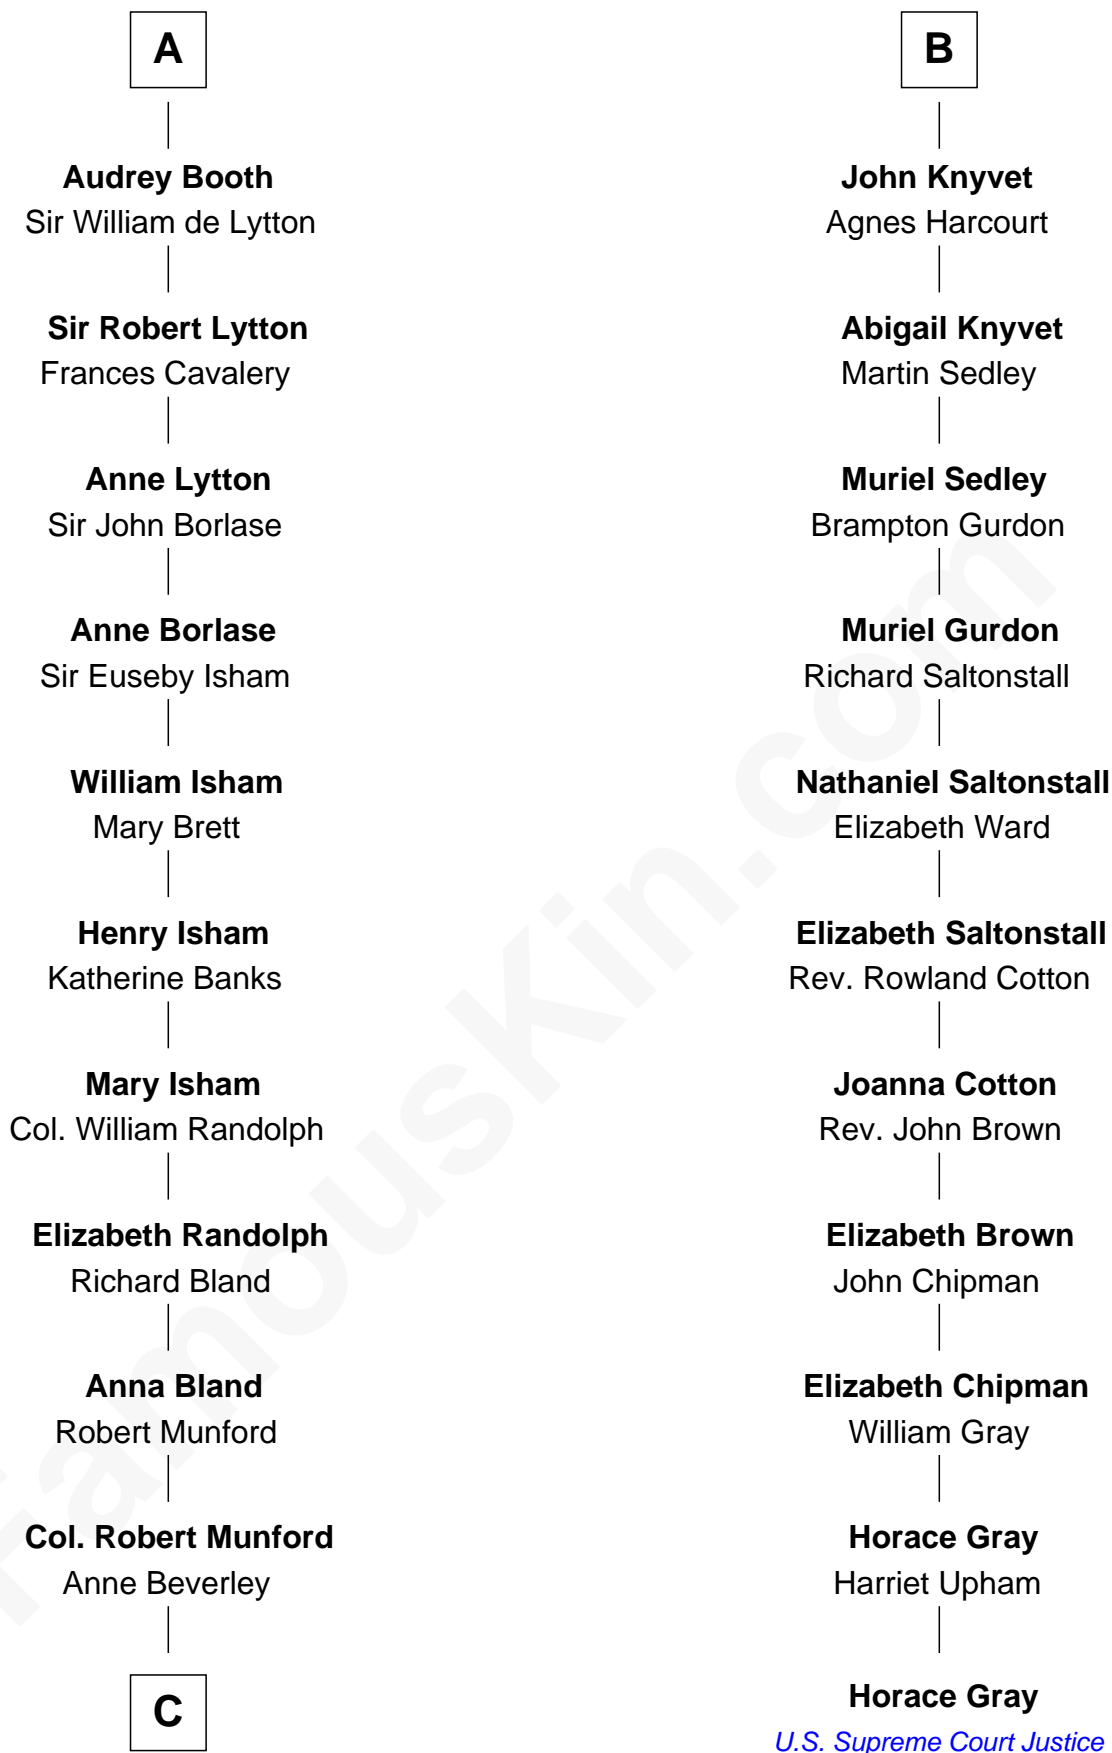 A
Audrey Booth
Sir William de Lytton
Sir Robert Lytton
Frances Cavalery
Anne Lytton
Sir John Borlase
Anne Borlase
Sir Euseby Isham
William Isham
Mary Brett
Henry Isham
Katherine Banks
Mary Isham
Col. William Randolph
Elizabeth Randolph
Richard Bland
Anna Bland
Robert Munford
Col. Robert Munford
Anne Beverley
C
B
John Knyvet
Agnes Harcourt
Abigail Knyvet
Martin Sedley
Muriel Sedley
Brampton Gurdon
Muriel Gurdon
Richard Saltonstall
Nathaniel Saltonstall
Elizabeth Ward
Elizabeth Saltonstall
Rev. Rowland Cotton
Joanna Cotton
Rev. John Brown
Elizabeth Brown
John Chipman
Elizabeth Chipman
William Gray
Horace Gray
Harriet Upham
Horace Gray
U.S. Supreme Court Justice
FamousKin.com